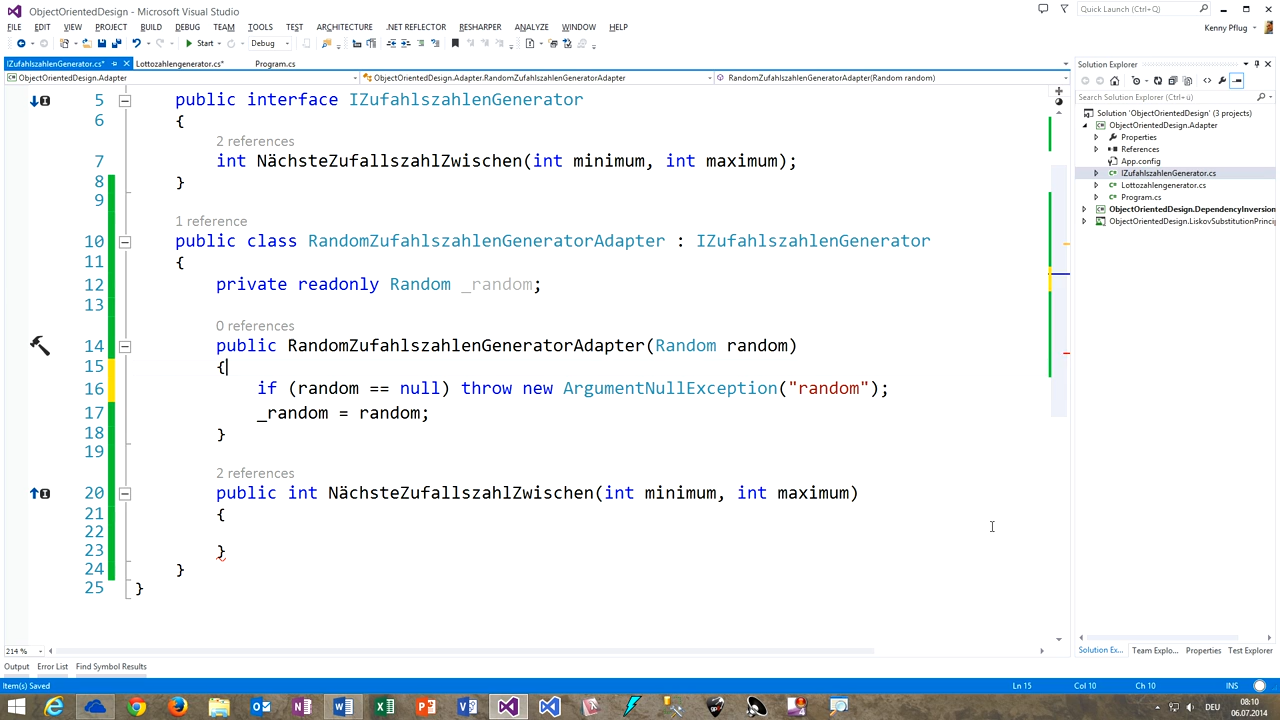 ObjectOrientedDesign - Microsoft Visual Studio
Quick Launch (Ctrl+Q)
FILE EDIT VIEW PROJECT BUILD DEBUG TEAM TOOLS TEST ARCHITECTURE .NET REFLECTOR RESHARPER ANALYZE WINDOW HELP
Kenny Pflug
Start Debug
IZufahlszahlenGenerator.cs* Lottozahlengenerator.cs* Program.cs
ObjectOrientedDesign.Adapter ObjectOrientedDesign.Adapter.RandomZufahlszahlenGeneratorAdapter RandomZufahlszahlenGeneratorAdapter(Random random)
5 public interface IZufahlszahlenGenerator
6 {
2 references
7 int NächsteZufallszahlZwischen(int minimum, int maximum);
8 }
9
1 reference
10 public class RandomZufahlszahlenGeneratorAdapter : IZufahlszahlenGenerator
11 {
12 private readonly Random _random;
13
0 references
14 public RandomZufahlszahlenGeneratorAdapter(Random random)
15 {
16 if (random == null) throw new ArgumentNullException("random");
17 _random = random;
18 }
19
2 references
20 public int NächsteZufallszahlZwischen(int minimum, int maximum)
21 {
22
23 }
24 }
25 }
214 %
Solution Explorer
Search Solution Explorer (Ctrl+ü)
Solution 'ObjectOrientedDesign' (3 projects)
ObjectOrientedDesign.Adapter
Properties
References
App.config
IZufahlszahlenGenerator.cs
Lottozahlengenerator.cs
Program.cs
ObjectOrientedDesign.DependencyInversion
ObjectOrientedDesign.LiskovSubstitutionPrinci
Solution Ex... Team Explo... Properties Test Explorer
Output Error List Find Symbol Results
Item(s) Saved Ln 15 Col 10 Ch 10 INS
DEU
08:10
06.07.2014